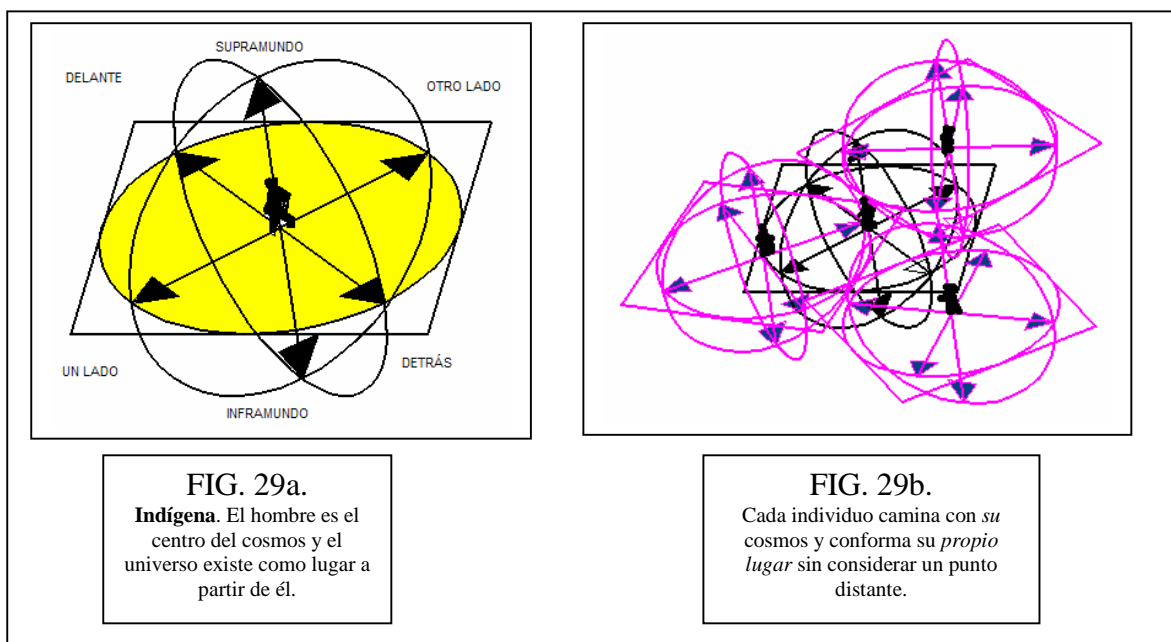 SUPRAMUNDO
DELANTE
OTRO LADO
UN LADO
DETRÁS
INFRAMUNDO
FIG. 29a.
Indígena. El hombre es el
centro del cosmos y el
universo existe como lugar a
partir de él.
FIG. 29b.
Cada individuo camina con su
cosmos y conforma su propio
lugar sin considerar un punto
distante.